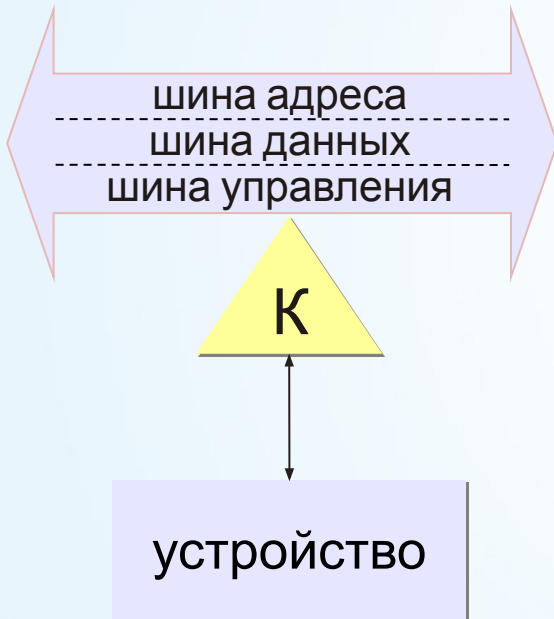 шина адреса
шина данных
шина управления
К
устройство